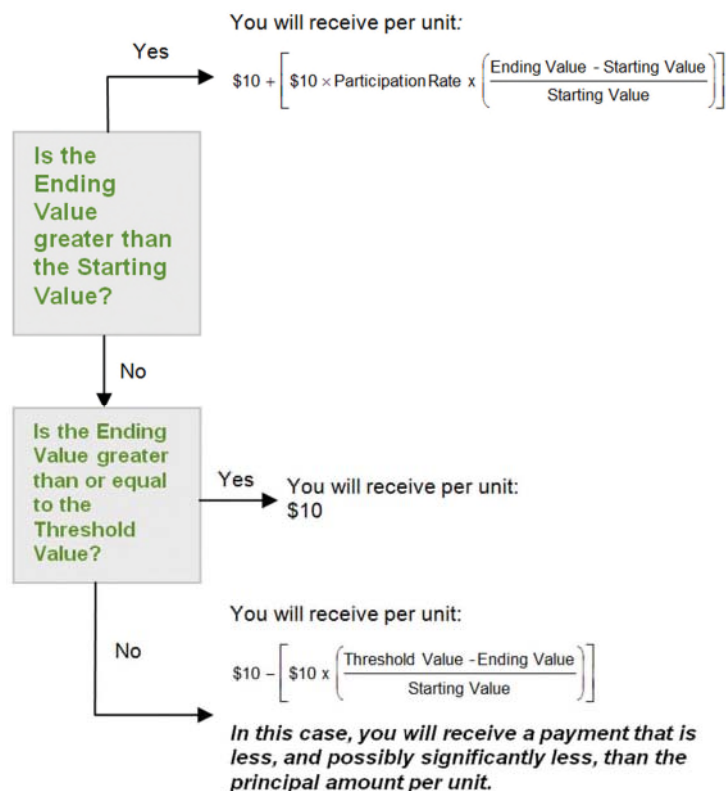 You will receive per unit:
Yes
$10 + [ $10 × Participation Rate x ( Ending Value - Starting Value / Starting Value ) ]
Is the
Ending
Value
greater than
the Starting
Value?
No
Is the Ending
Value greater
than or equal
to the
Threshold
Value?
Yes
You will receive per unit:
$10
You will receive per unit:
No
$10 – [ $10 x ( Threshold Value - Ending Value / Starting Value ) ]
In this case, you will receive a payment that is
less, and possibly significantly less, than the
principal amount per unit.